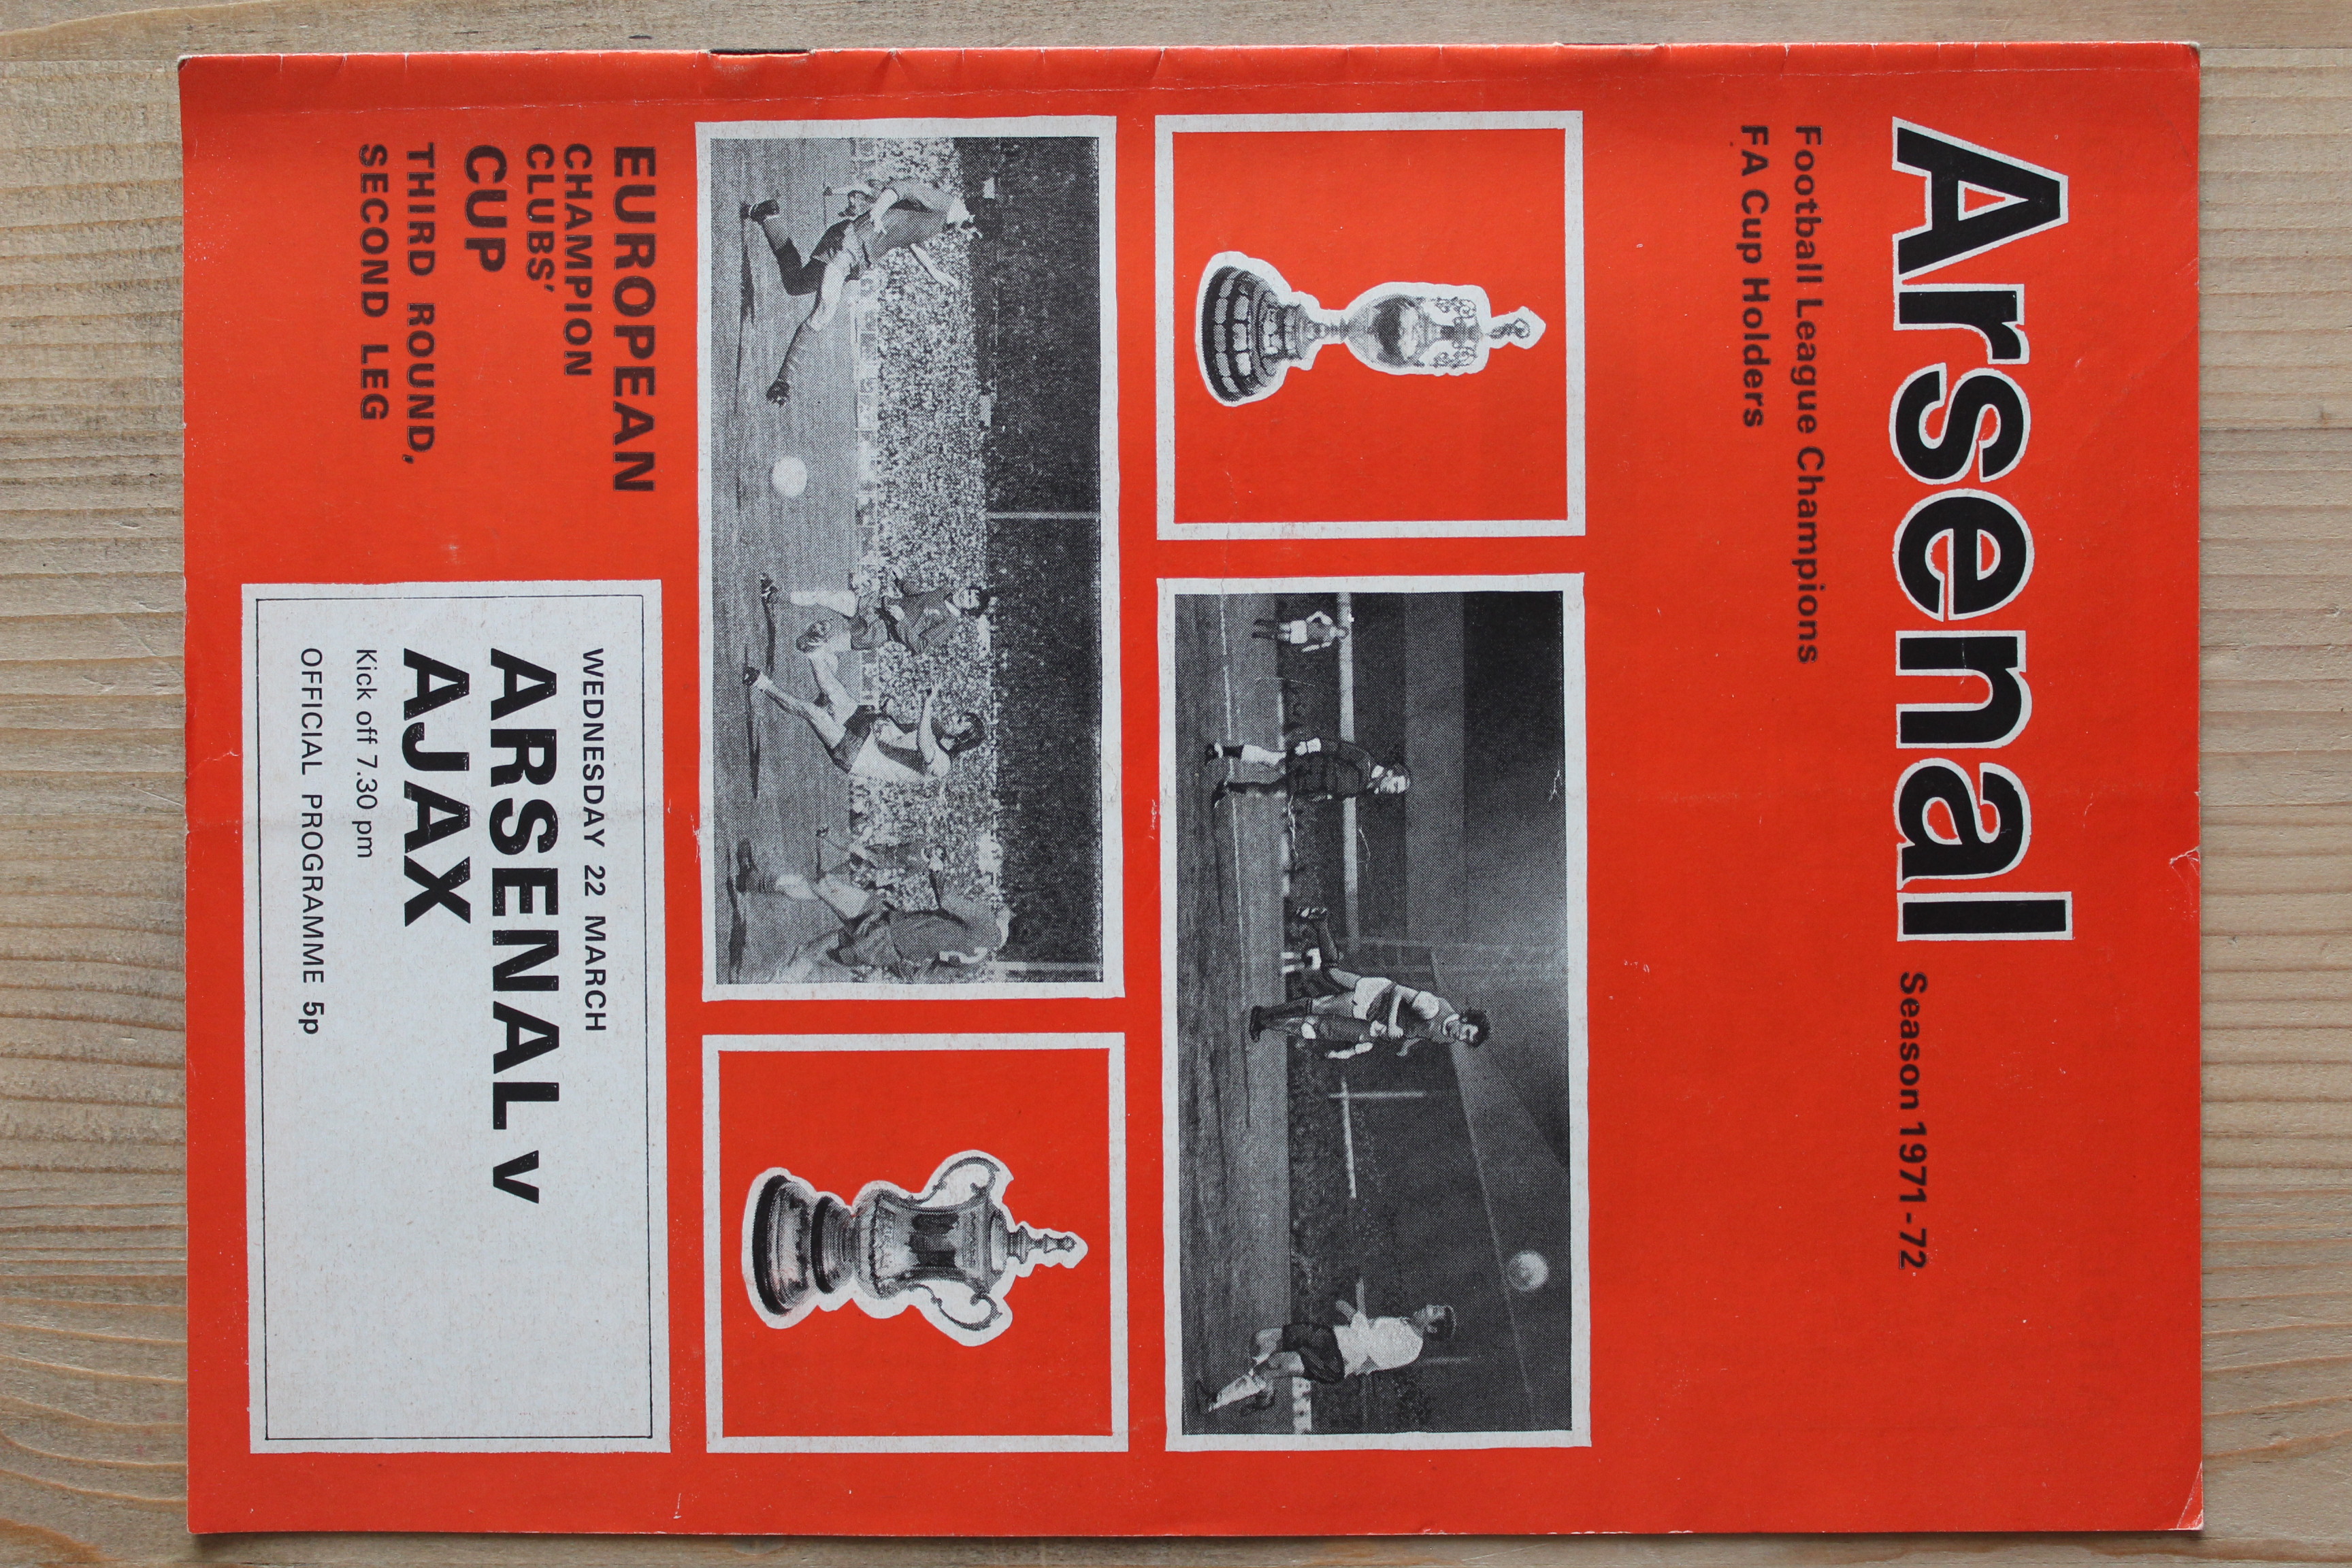 Arsenal Season 1971-72
Football League Champions
FA Cup Holders
EUROPEAN
CHAMPION
CLUBS'
CUP
THIRD ROUND,
SECOND LEG
WEDNESDAY 22 MARCH
ARSENAL v
AJAX
Kick off 7.30 pm
OFFICIAL PROGRAMME 5p